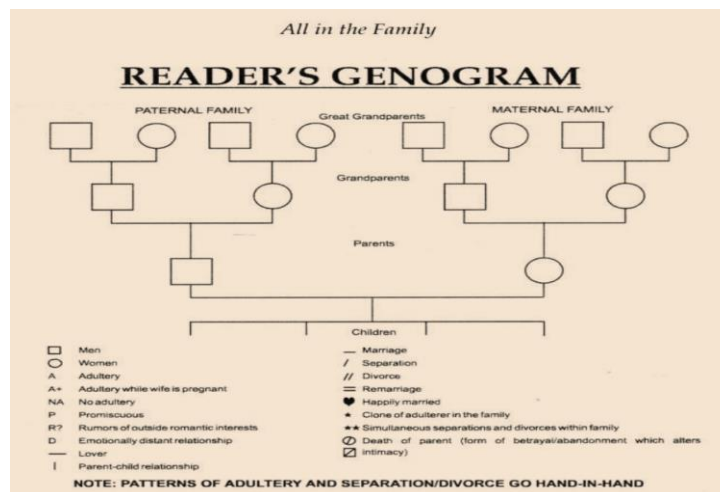 All in the Family
READER'S GENOGRAM
PATERNAL FAMILY
MATERNAL FAMILY
Great Grandparents
Grandparents
Parents
Children
Men
Women
A Adultery
A+ Adultery while wife is pregnant
NA No adultery
P Promiscuous
R? Rumors of outside romantic interests
D Emotionally distant relationship
— Lover
| Parent-child relationship
— Marriage
/ Separation
// Divorce
= Remarriage
♥ Happily married
★ Clone of adulterer in the family
★★ Simultaneous separations and divorces within family
Death of parent (form of betrayal/abandonment which alters
intimacy)
NOTE: PATTERNS OF ADULTERY AND SEPARATION/DIVORCE GO HAND-IN-HAND